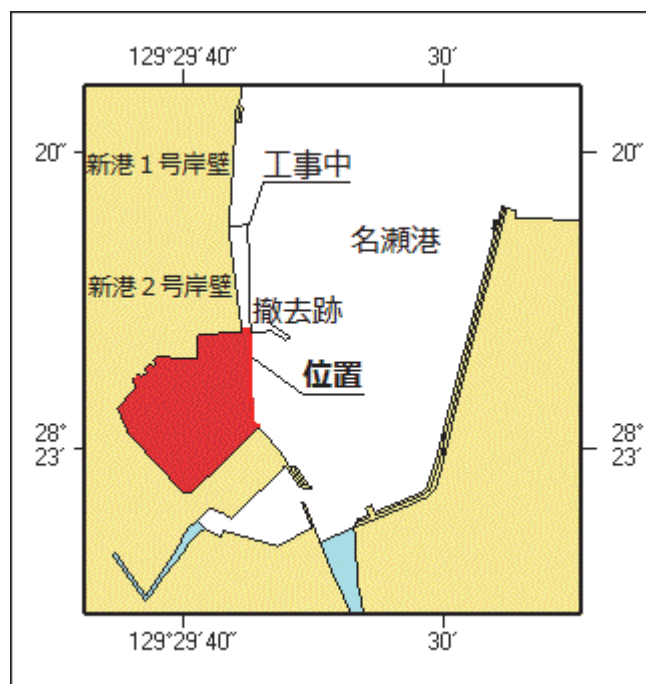 129°29′40″ 30′
20″ 工事中 20″
新港１号岸壁
名瀬港
新港２号岸壁
撤去跡
位置
28° 28°
23′ 23′
129°29′40″ 30′